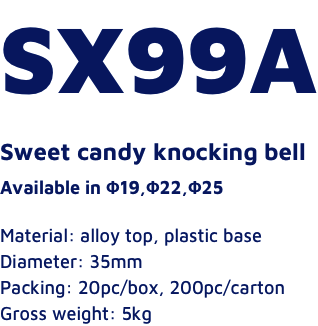 SX99A
Sweet candy knocking bell
Available in Φ19,Φ22,Φ25
Material: alloy top, plastic base
Diameter: 35mm
Packing: 20pc/box, 200pc/carton
Gross weight: 5kg